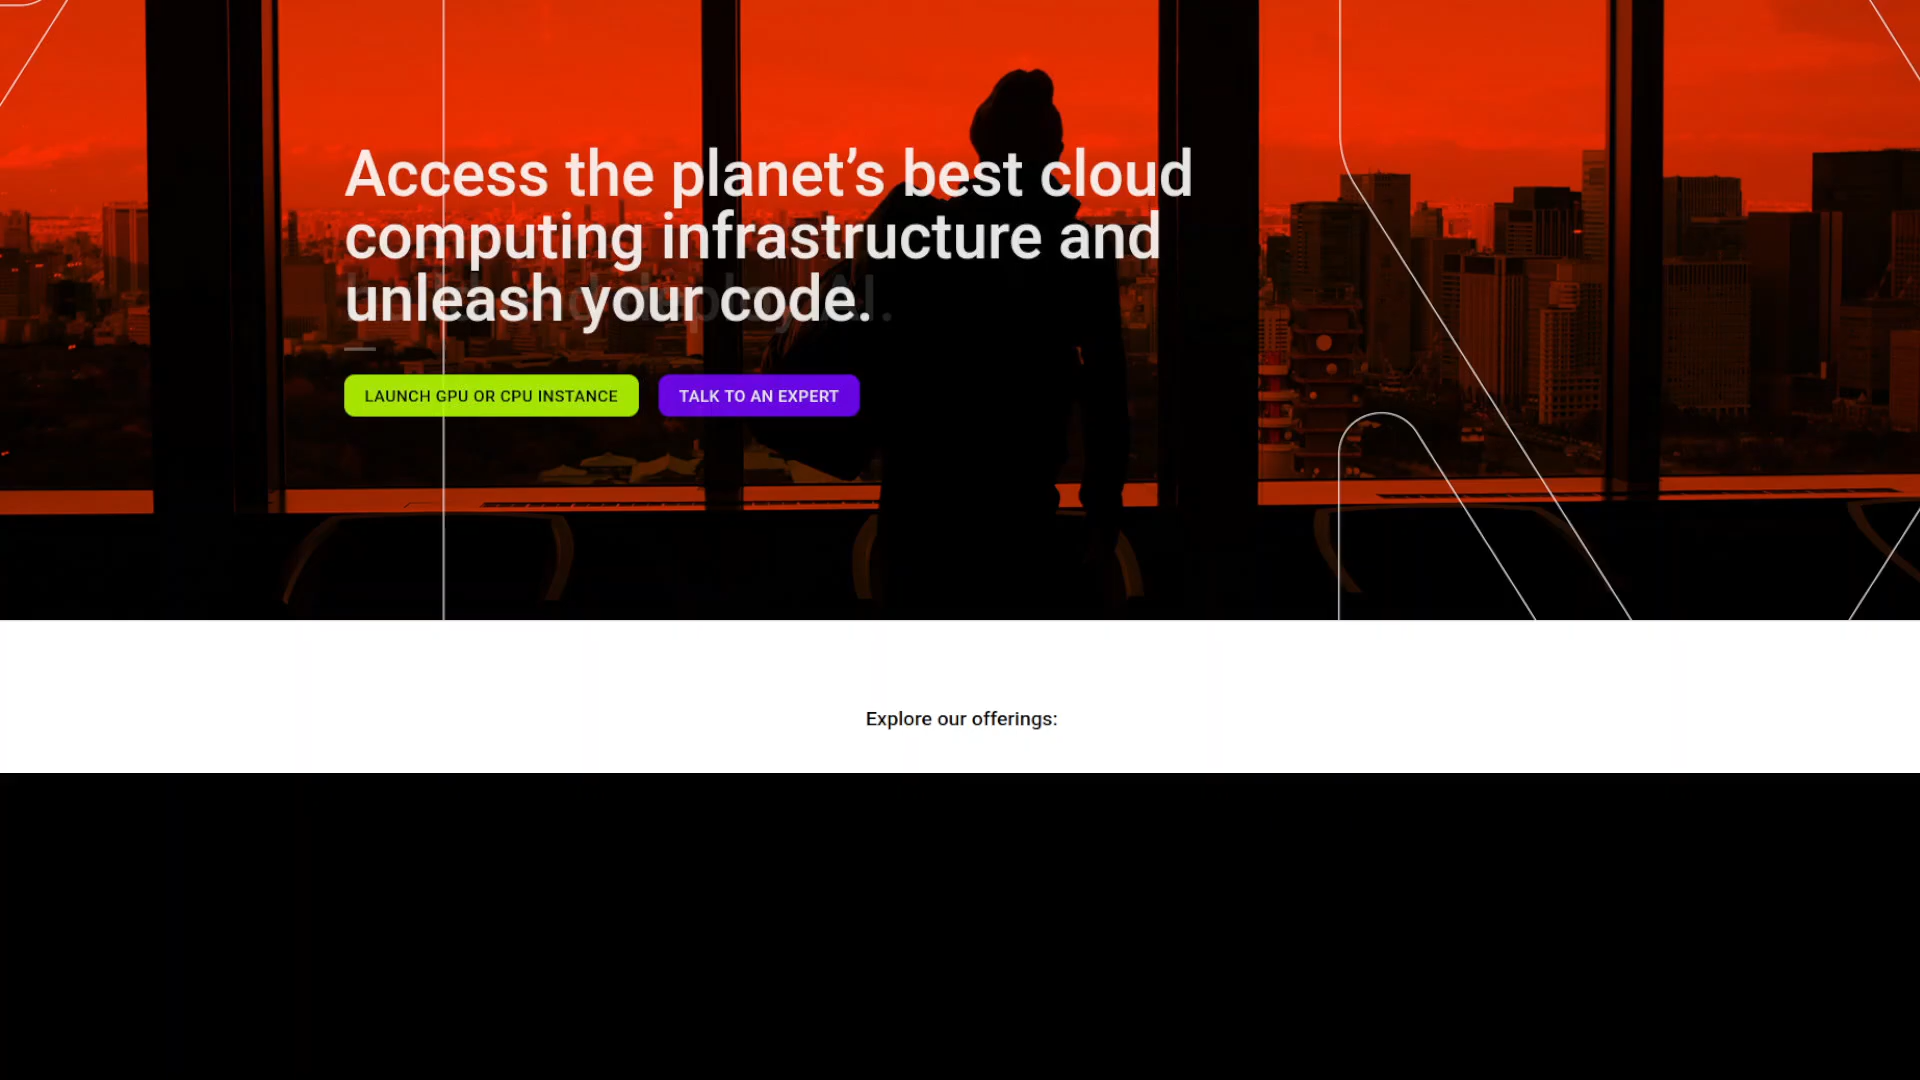 Access the planet’s best cloud
computing infrastructure and
unleash your code.
LAUNCH GPU OR CPU INSTANCE
TALK TO AN EXPERT
Explore our offerings: